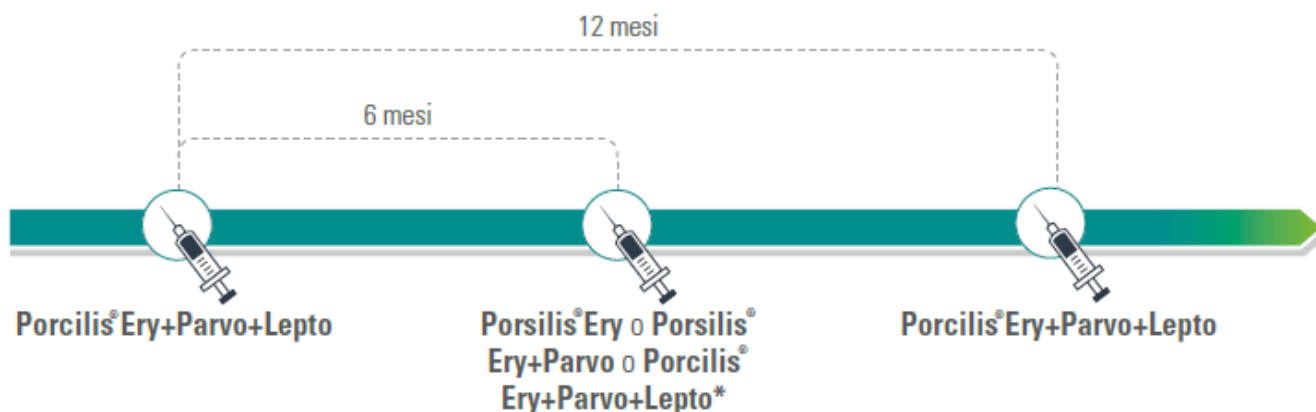 12 mesi
6 mesi
Porcilis® Ery+Parvo+Lepto
Porsilis® Ery o Porsilis®
Ery+Parvo o Porcilis®
Ery+Parvo+Lepto*
Porcilis® Ery+Parvo+Lepto